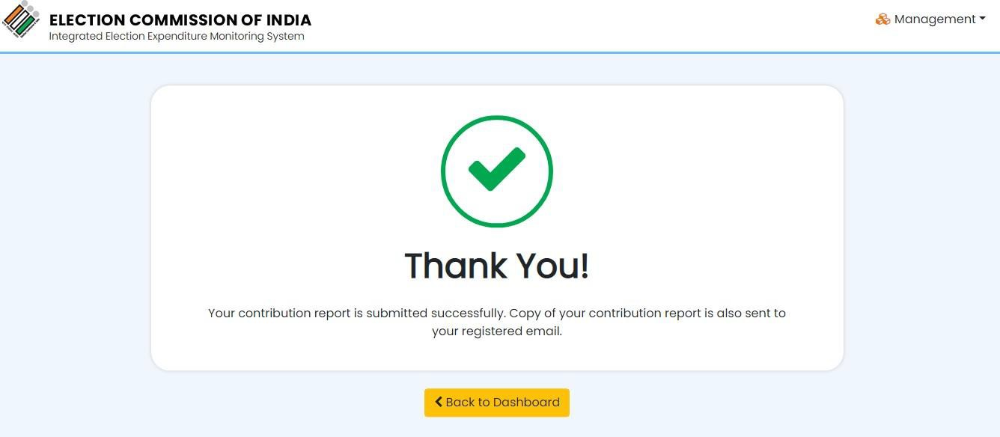 ELECTION COMMISSION OF INDIA
Integrated Election Expenditure Monitoring System
Management
Thank You!
Your contribution report is submitted successfully. Copy of your contribution report is also sent to
your registered email.
Back to Dashboard